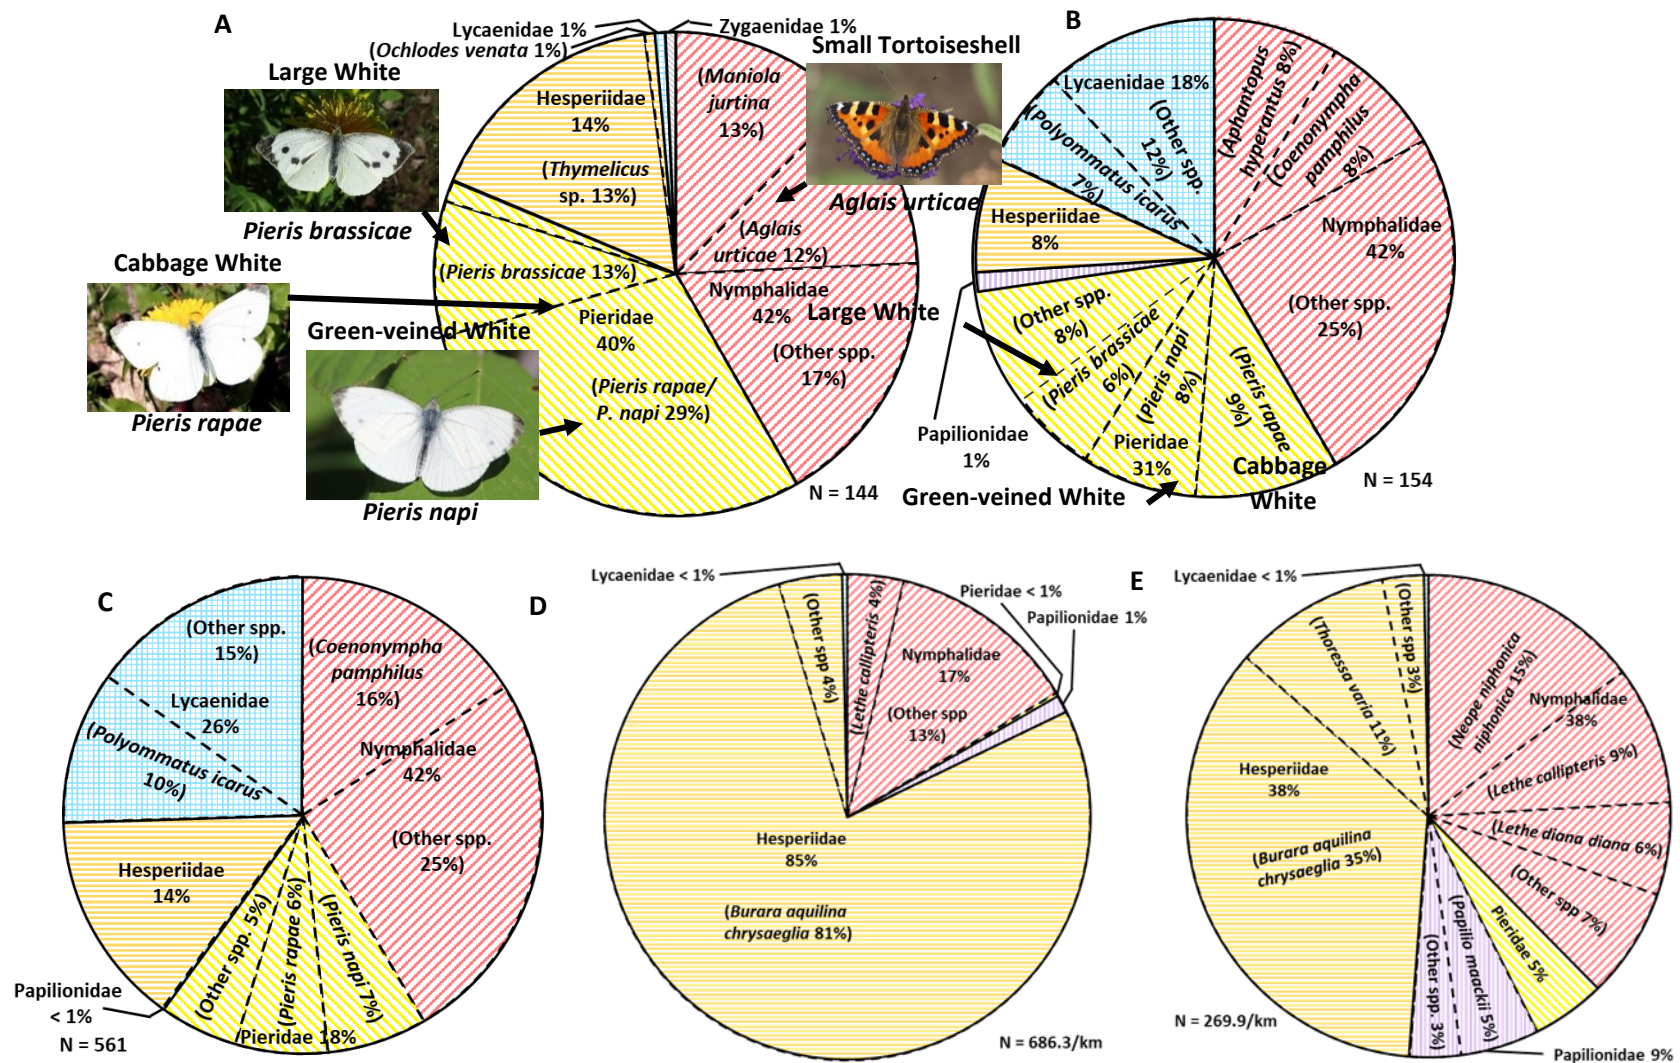 A
Lycaenidae 1%
(Ochlodes venata 1%)
Zygaenidae 1%
Large White
Pieris brassicae
Cabbage White
Pieris rapae
Green-veined White
Pieris napi
Small Tortoiseshell
Aglais urticae
Hesperiidae
14%
(Thymelicus
sp. 13%)
(Maniola
jurtina
13%)
(Aglais
urticae 12%)
Nymphalidae
42%
(Other spp.
17%)
(Pieris brassicae 13%)
Pieridae
40%
(Pieris rapae/
P. napi 29%)
N = 144
B
Lycaenidae 18%
(Other spp.
12%)
(Polyommatus icarus
7%)
(Aphantopus
hyperantus 8%)
(Coenonympha
pamphilus
8%)
Nymphalidae
42%
(Other spp.
25%)
Hesperiidae
8%
Papilionidae
1%
Large White
(Other spp.
8%)
(Pieris brassicae
6%)
(Pieris napi
8%)
(Pieris rapae
9%)
Pieridae
31%
Green-veined White
Cabbage
White
N = 154
C
(Other spp.
15%)
Lycaenidae
26%
(Polyommatus icarus
10%)
(Coenonympha
pamphilus
16%)
Nymphalidae
42%
(Other spp.
25%)
Hesperiidae
14%
Papilionidae
< 1%
(Other spp. 5%)
(Pieris rapae 6%)
(Pieris napi 7%)
Pieridae 18%
N = 561
D
Lycaenidae < 1%
(Other spp 4%)
(Lethe callipteris 4%)
Nymphalidae
17%
(Other spp
13%)
Pieridae < 1%
Papilionidae 1%
Hesperiidae
85%
(Burara aquilina
chrysaeglia 81%)
N = 686.3/km
E
Lycaenidae < 1%
(Other spp 3%)
(Thoressa varia 11%)
Hesperiidae
38%
(Burara aquilina
chrysaeglia 35%)
(Neope niphonica
niphonica 15%)
Nymphalidae
38%
(Lethe callipteris 9%)
(Lethe diana diana 6%)
(Other spp 7%)
Pieridae 5%
(Papilio maackii 5%)
(Other spp. 3%)
Papilionidae 9%
N = 269.9/km